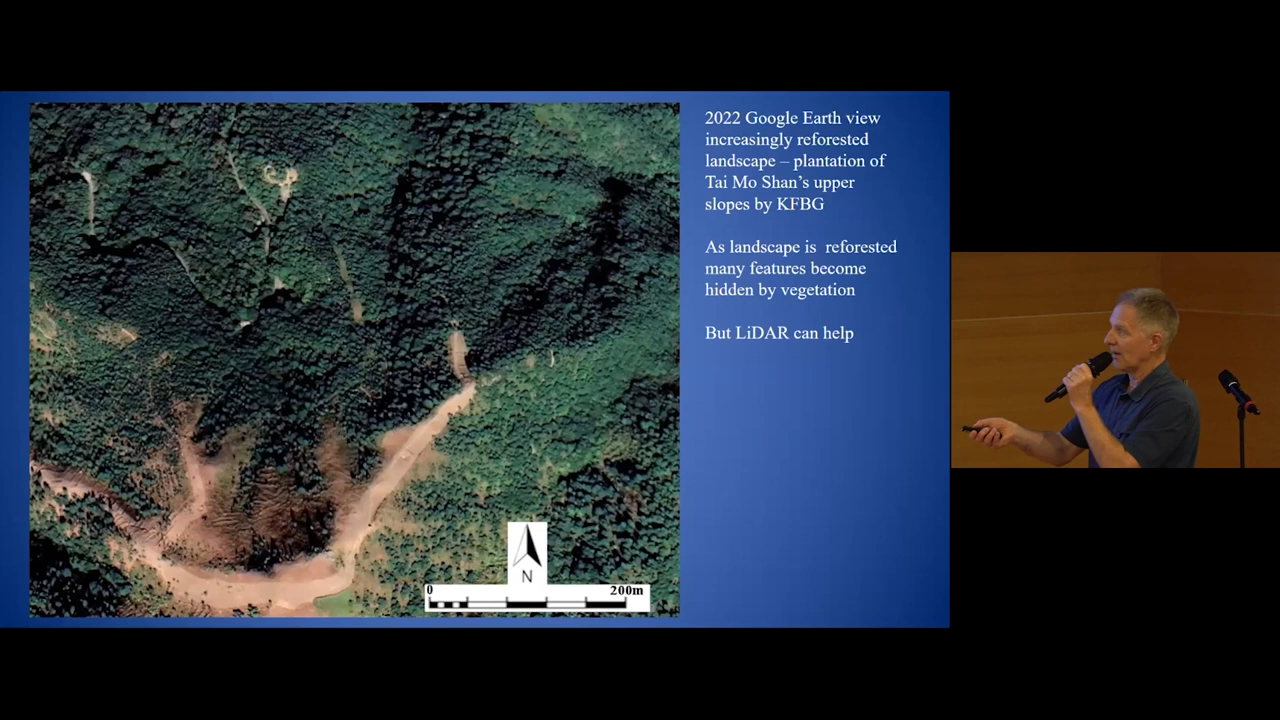 2022 Google Earth view
increasingly reforested
landscape – plantation of
Tai Mo Shan’s upper
slopes by KFBG
As landscape is  reforested
many features become
hidden by vegetation
But LiDAR can help
N
0 200m